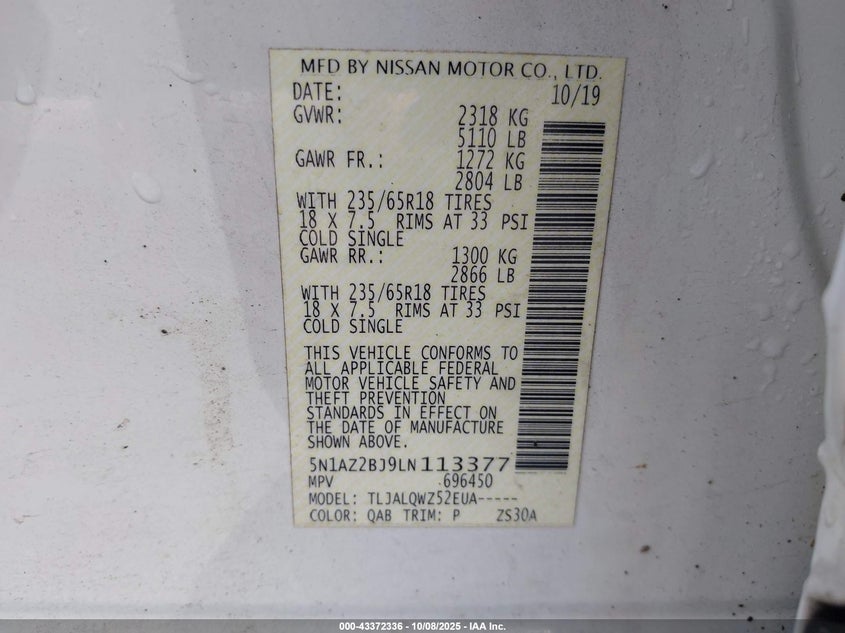 MFD BY NISSAN MOTOR CO., LTD.
DATE: 10/19
GVWR: 2318 KG
5110 LB
GAWR FR.: 1272 KG
2804 LB
WITH 235/65R18 TIRES
18 X 7.5 RIMS AT 33 PSI
COLD SINGLE
GAWR RR.: 1300 KG
2866 LB
WITH 235/65R18 TIRES
18 X 7.5 RIMS AT 33 PSI
COLD SINGLE
THIS VEHICLE CONFORMS TO
ALL APPLICABLE FEDERAL
MOTOR VEHICLE SAFETY AND
THEFT PREVENTION
STANDARDS IN EFFECT ON
THE DATE OF MANUFACTURE
SHOWN ABOVE.
5N1AZ2BJ9LN113377
MPV 696450
MODEL: TLJALQWZ52EUA-----
COLOR: QAB TRIM: P ZS30A
000-43372336 - 10/08/2025 - IAA Inc.